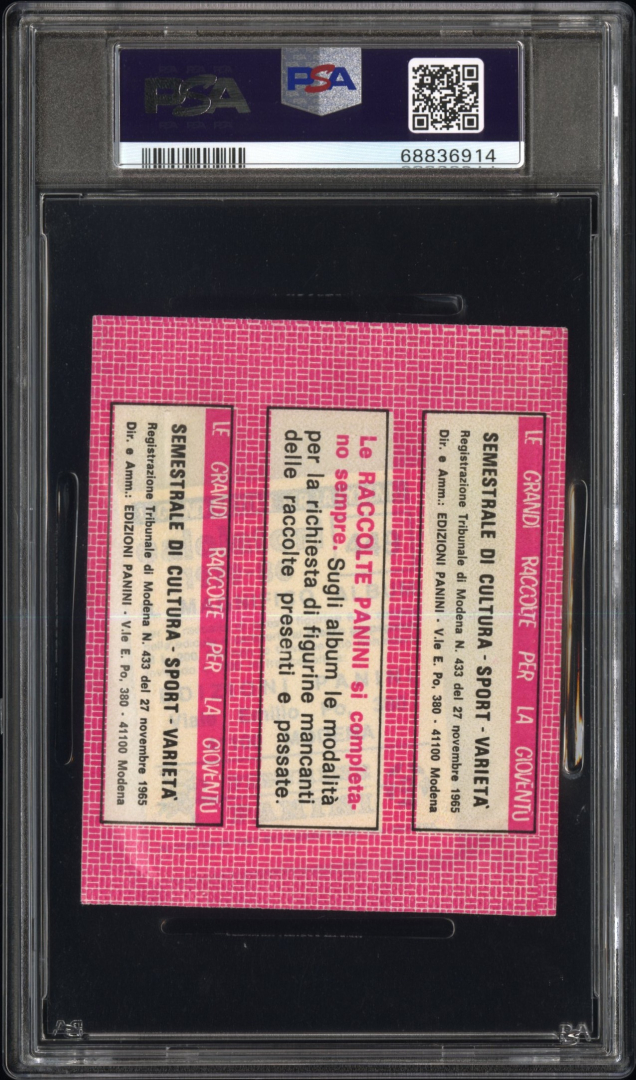 PSA
PSA
68836914
LE GRANDI RACCOLTE PER LA GIOVENTU
SEMESTRALE DI CULTURA - SPORT - VARIETA'
Registrazione Tribunale di Modena N. 433 del 27 novembre 1965
Dir. e Amm.: EDIZIONI PANINI - V.le E. Po, 380 - 41100 Modena
Le RACCOLTE PANINI si completa-
no sempre. Sugli album le modalità
per la richiesta di figurine mancanti
delle raccolte presenti e passate.
LE GRANDI RACCOLTE PER LA GIOVENTU
SEMESTRALE DI CULTURA - SPORT - VARIETA'
Registrazione Tribunale di Modena N. 433 del 27 novembre 1965
Dir. e Amm.: EDIZIONI PANINI - V.le E. Po, 380 - 41100 Modena